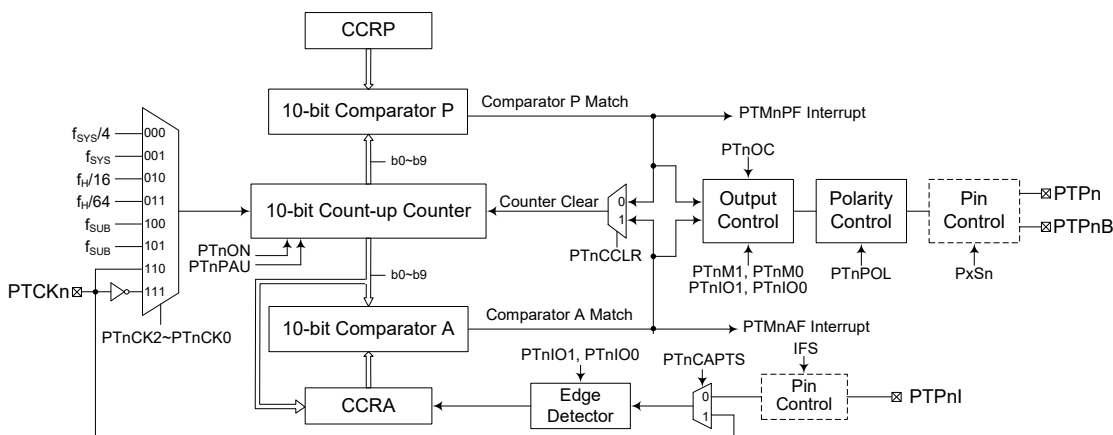 CCRP
10-bit Comparator P
Comparator P Match
PTMnPF Interrupt
fSYS/4
000
fSYS
001
fH/16
010
fH/64
011
fSUB
100
fSUB
101
110
111
PTCKn
PTnCK2~PTnCK0
b0~b9
10-bit Count-up Counter
PTnON
PTnPAU
Counter Clear
0
1
PTnCCLR
PTnOC
Output
Control
PTnM1, PTnM0
PTnIO1, PTnIO0
Polarity
Control
PTnPOL
Pin
Control
PxSn
PTPn
PTPnB
b0~b9
10-bit Comparator A
Comparator A Match
PTMnAF Interrupt
CCRA
PTnIO1, PTnIO0
Edge
Detector
PTnCAPTS
0
1
IFS
Pin
Control
PTPnI